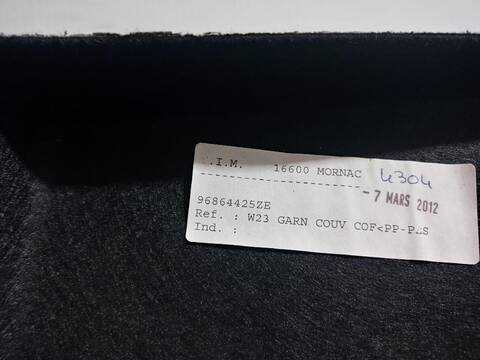 .I.M. 16600 MORNAC 4304
--------------------
- 7 MARS 2012
96864425ZE
Ref. : W23 GARN COUV COF<PP-P
Ind. :